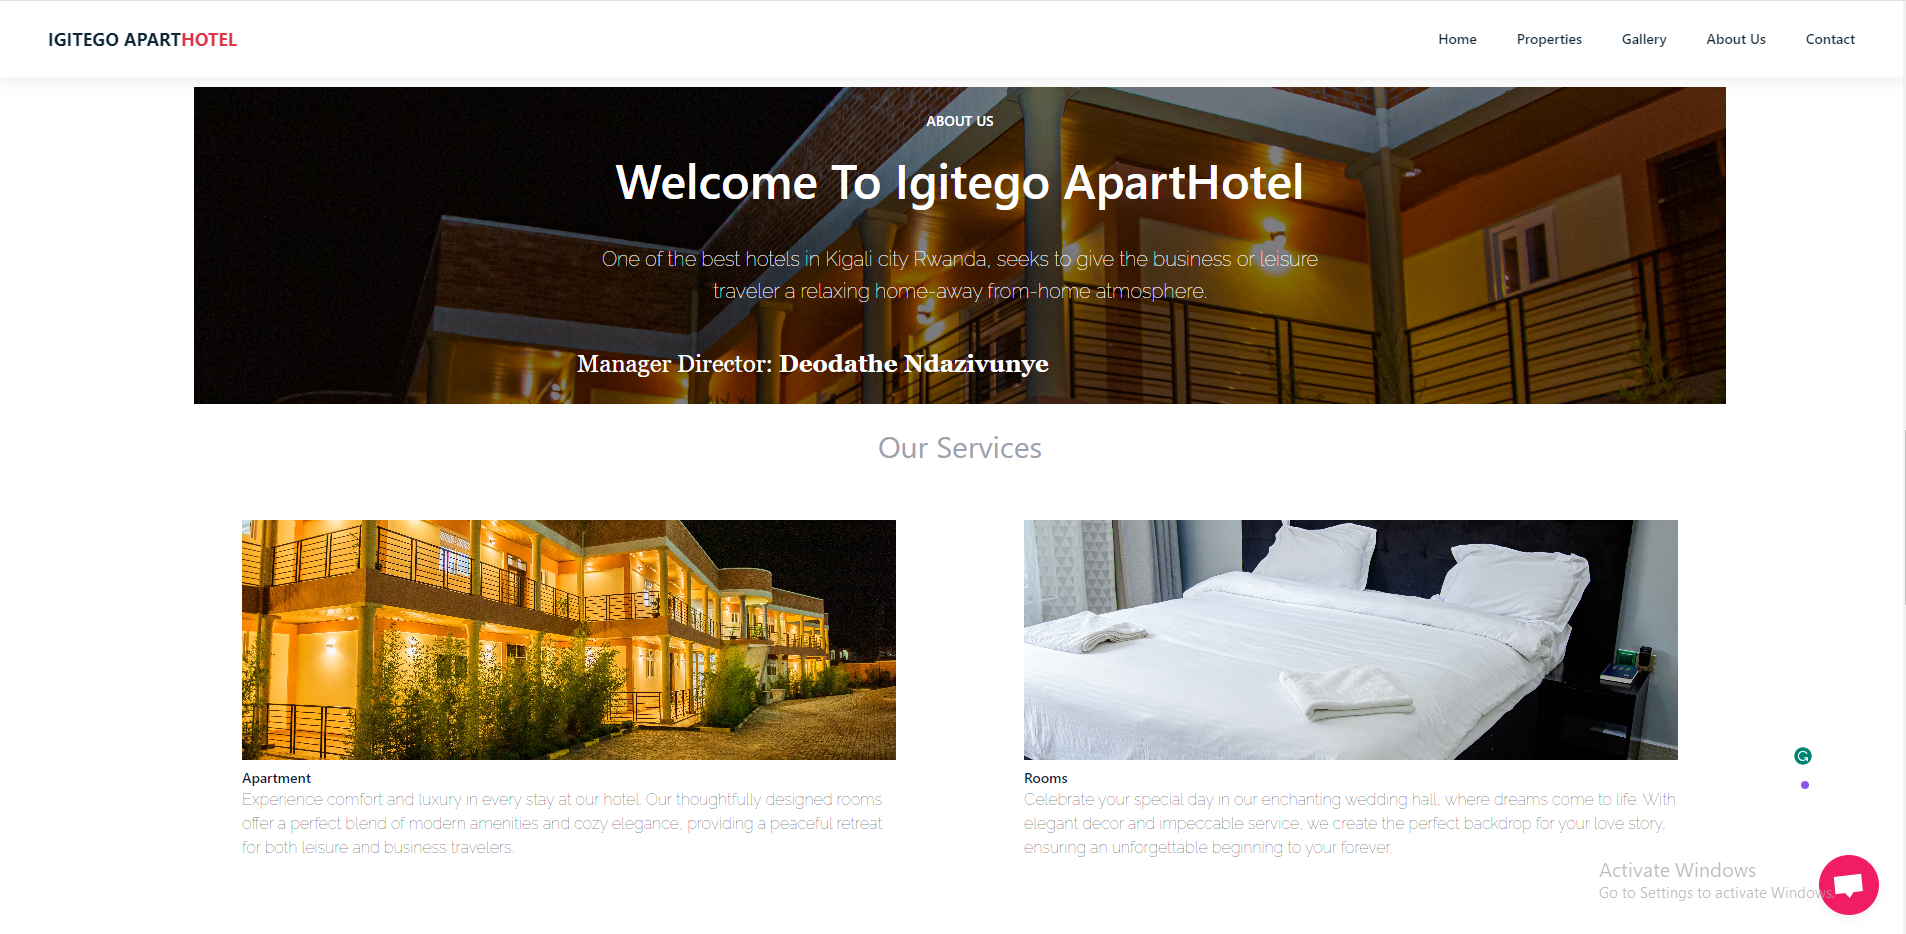 IGITEGO APARTHOTEL
Home Properties Gallery About Us Contact
ABOUT US
Welcome To Igitego ApartHotel
One of the best hotels in Kigali city Rwanda, seeks to give the business or leisure
traveler a relaxing home-away from-home atmosphere.
Manager Director: Deodathe Ndazivunye
Our Services
Apartment
Experience comfort and luxury in every stay at our hotel. Our thoughtfully designed rooms
offer a perfect blend of modern amenities and cozy elegance, providing a peaceful retreat
for both leisure and business travelers.
Rooms
Celebrate your special day in our enchanting wedding hall, where dreams come to life. With
elegant decor and impeccable service, we create the perfect backdrop for your love story,
ensuring an unforgettable beginning to your forever.
Activate Windows
Go to Settings to activate Windows.